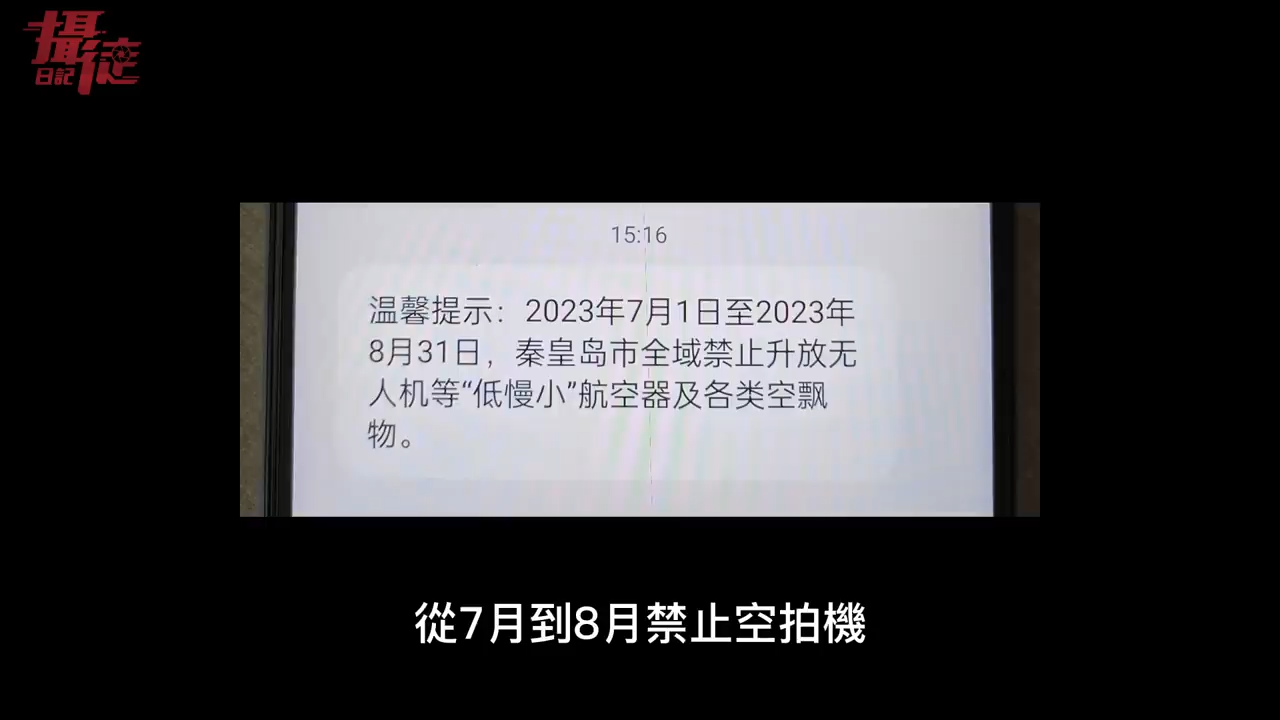 攝徒
日記
15:16
温馨提示：2023年7月1日至2023年
8月31日，秦皇岛市全域禁止升放无
人机等“低慢小”航空器及各类空飘
物。
從7月到8月禁止空拍機